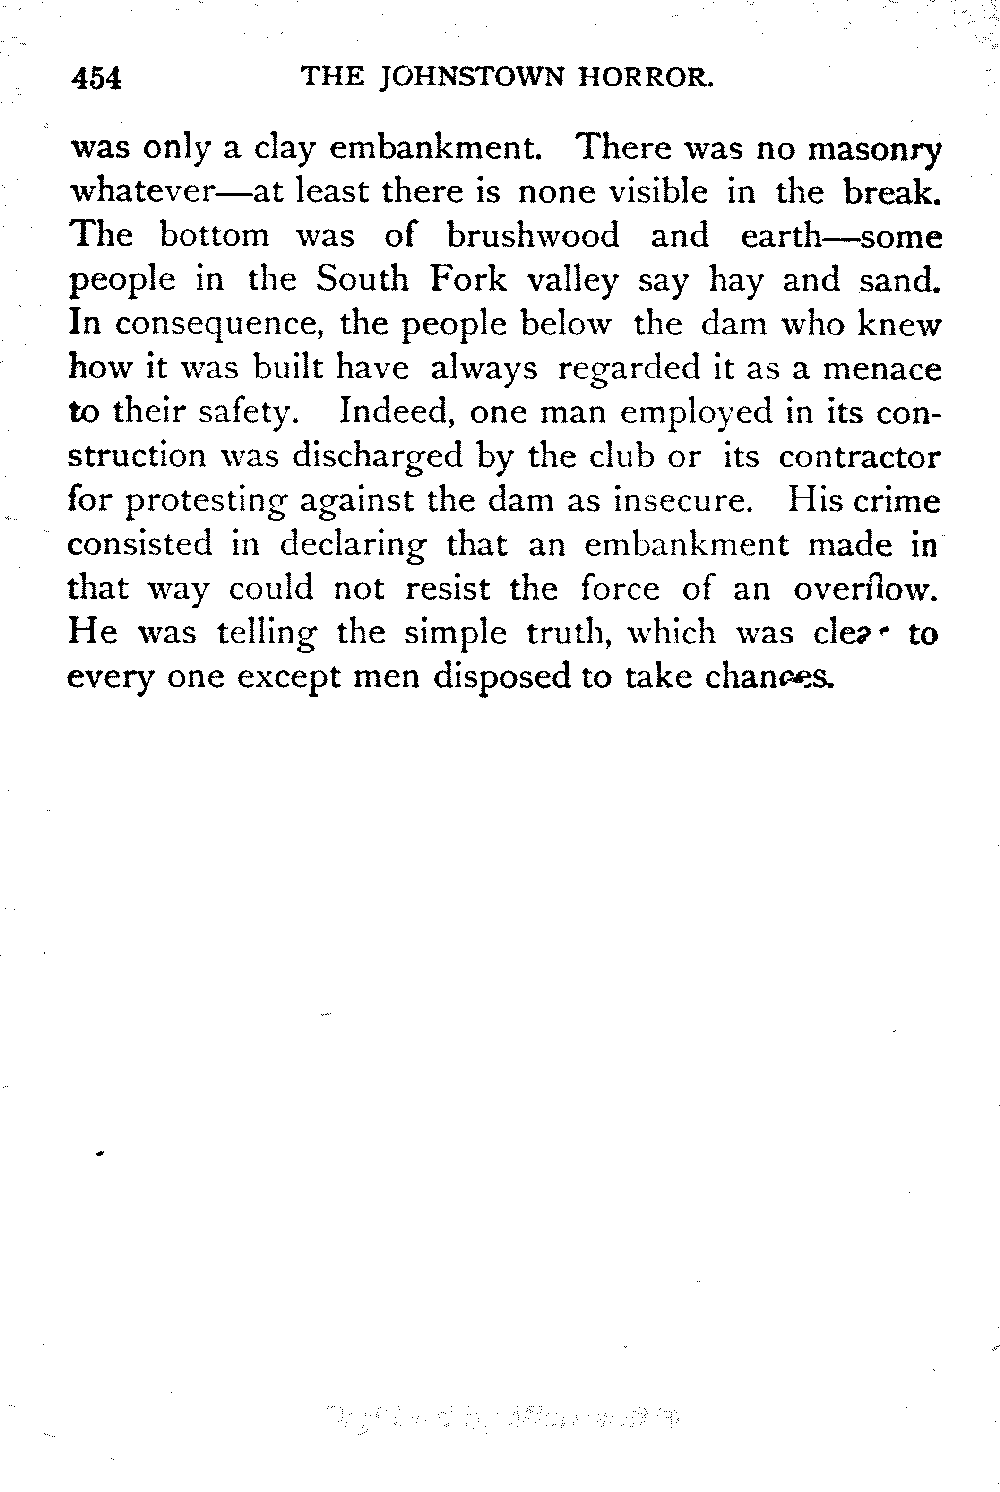 454 THE JOHNSTOWN HORROR.
was only a clay embankment. There was no masonry
whatever—at least there is none visible in the break.
The bottom was of brushwood and earth—some
people in the South Fork valley say hay and sand.
In consequence, the people below the dam who knew
how it was built have always regarded it as a menace
to their safety. Indeed, one man employed in its con-
struction was discharged by the club or its contractor
for protesting against the dam as insecure. His crime
consisted in declaring that an embankment made in
that way could not resist the force of an overflow.
He was telling the simple truth, which was clear to
every one except men disposed to take chances.